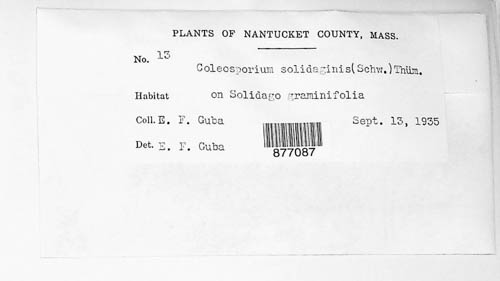 PLANTS OF NANTUCKET COUNTY, MASS.
No. 13
Coleosporium solidaginis(Schw.)Thüm.
Habitat on Solidago graminifolia
Coll. E. F. Guba Sept. 13, 1935
Det. E. F. Guba
877087